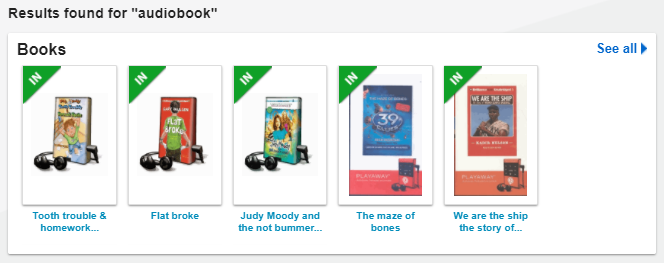 Results found for "audiobook"
Books
See all
IN
IN
IN
IN
IN
FLAT
BROKE
39
WE ARE THE SHIP
PLAYAWAY
PLAYAWAY
Tooth trouble &
homework...
Flat broke
Judy Moody and
the not bummer...
The maze of
bones
We are the ship
the story of...